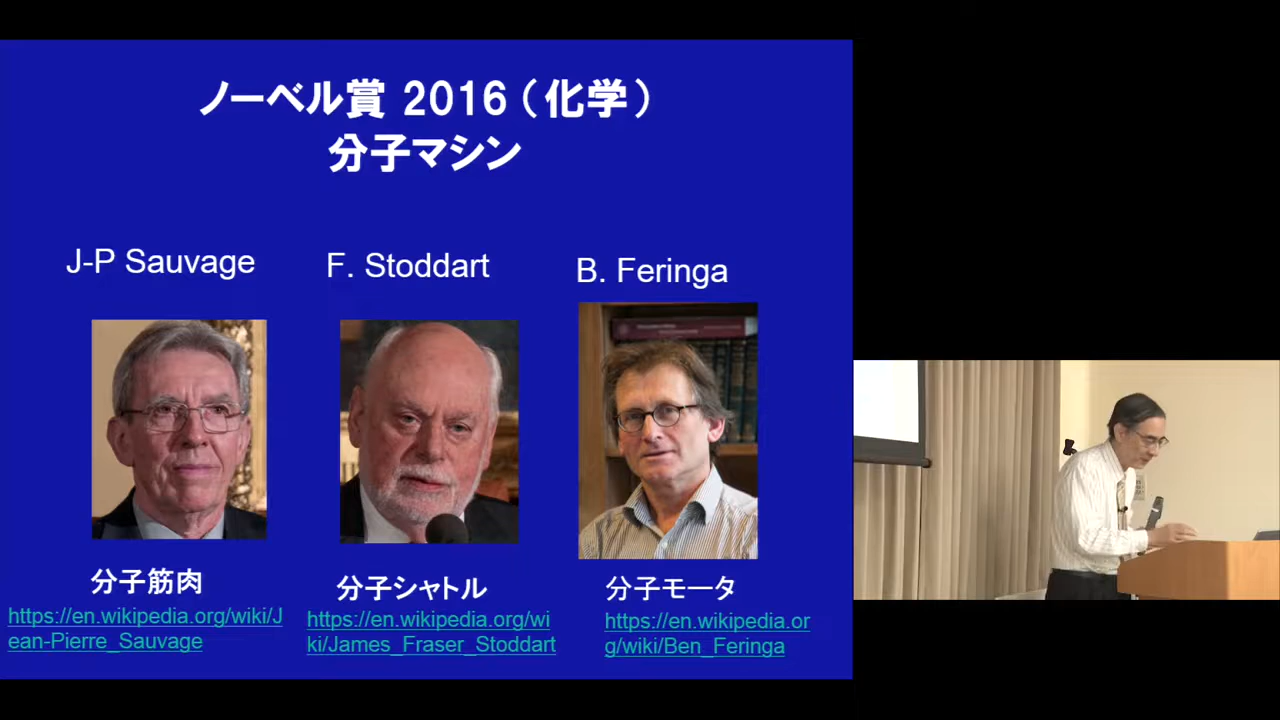 ノーベル賞 2016（化学）
分子マシン
J-P Sauvage
F. Stoddart
B. Feringa
分子筋肉
https://en.wikipedia.org/wiki/J
ean-Pierre_Sauvage
分子シャトル
https://en.wikipedia.org/wi
ki/James_Fraser_Stoddart
分子モータ
https://en.wikipedia.or
g/wiki/Ben_Feringa